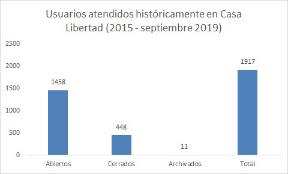 Usuarios atendidos históricamente en Casa
Libertad (2015 - septiembre 2019)
2500
2000
1500
1000
500
0
1458
448
11
1917
Abiertos
Cerrados
Archivados
Total